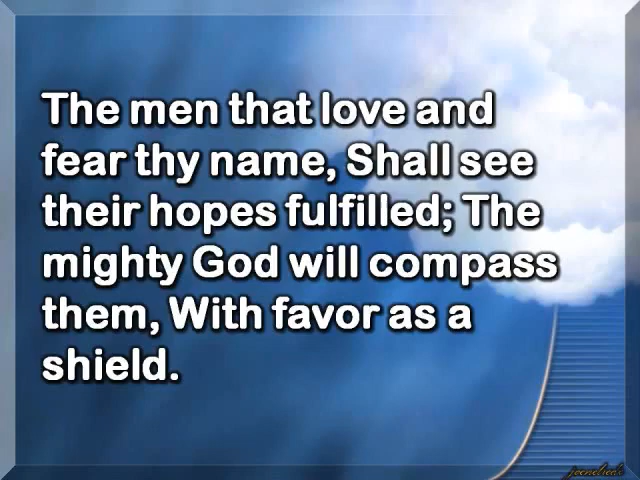 The men that love and
fear thy name, Shall see
their hopes fulfilled; The
mighty God will compass
them, With favor as a
shield.